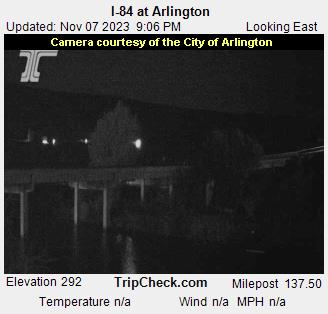 I-84 at Arlington
Updated: Nov 07 2023 9:06 PM Looking East
Camera courtesy of the City of Arlington
Elevation 292 TripCheck.com Milepost 137.50
Temperature n/a Wind n/a MPH n/a